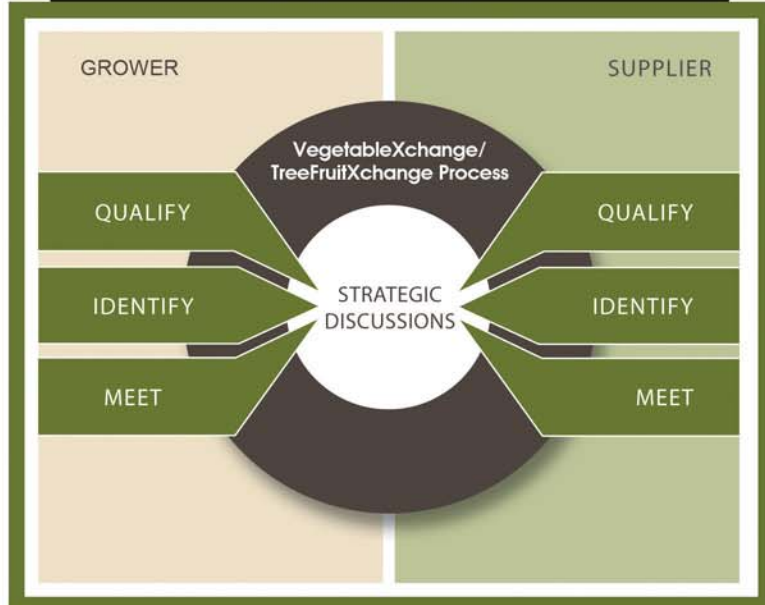 GROWER
SUPPLIER
VegetableXchange/
TreeFruitXchange Process
QUALIFY
QUALIFY
IDENTIFY
STRATEGIC
DISCUSSIONS
IDENTIFY
MEET
MEET